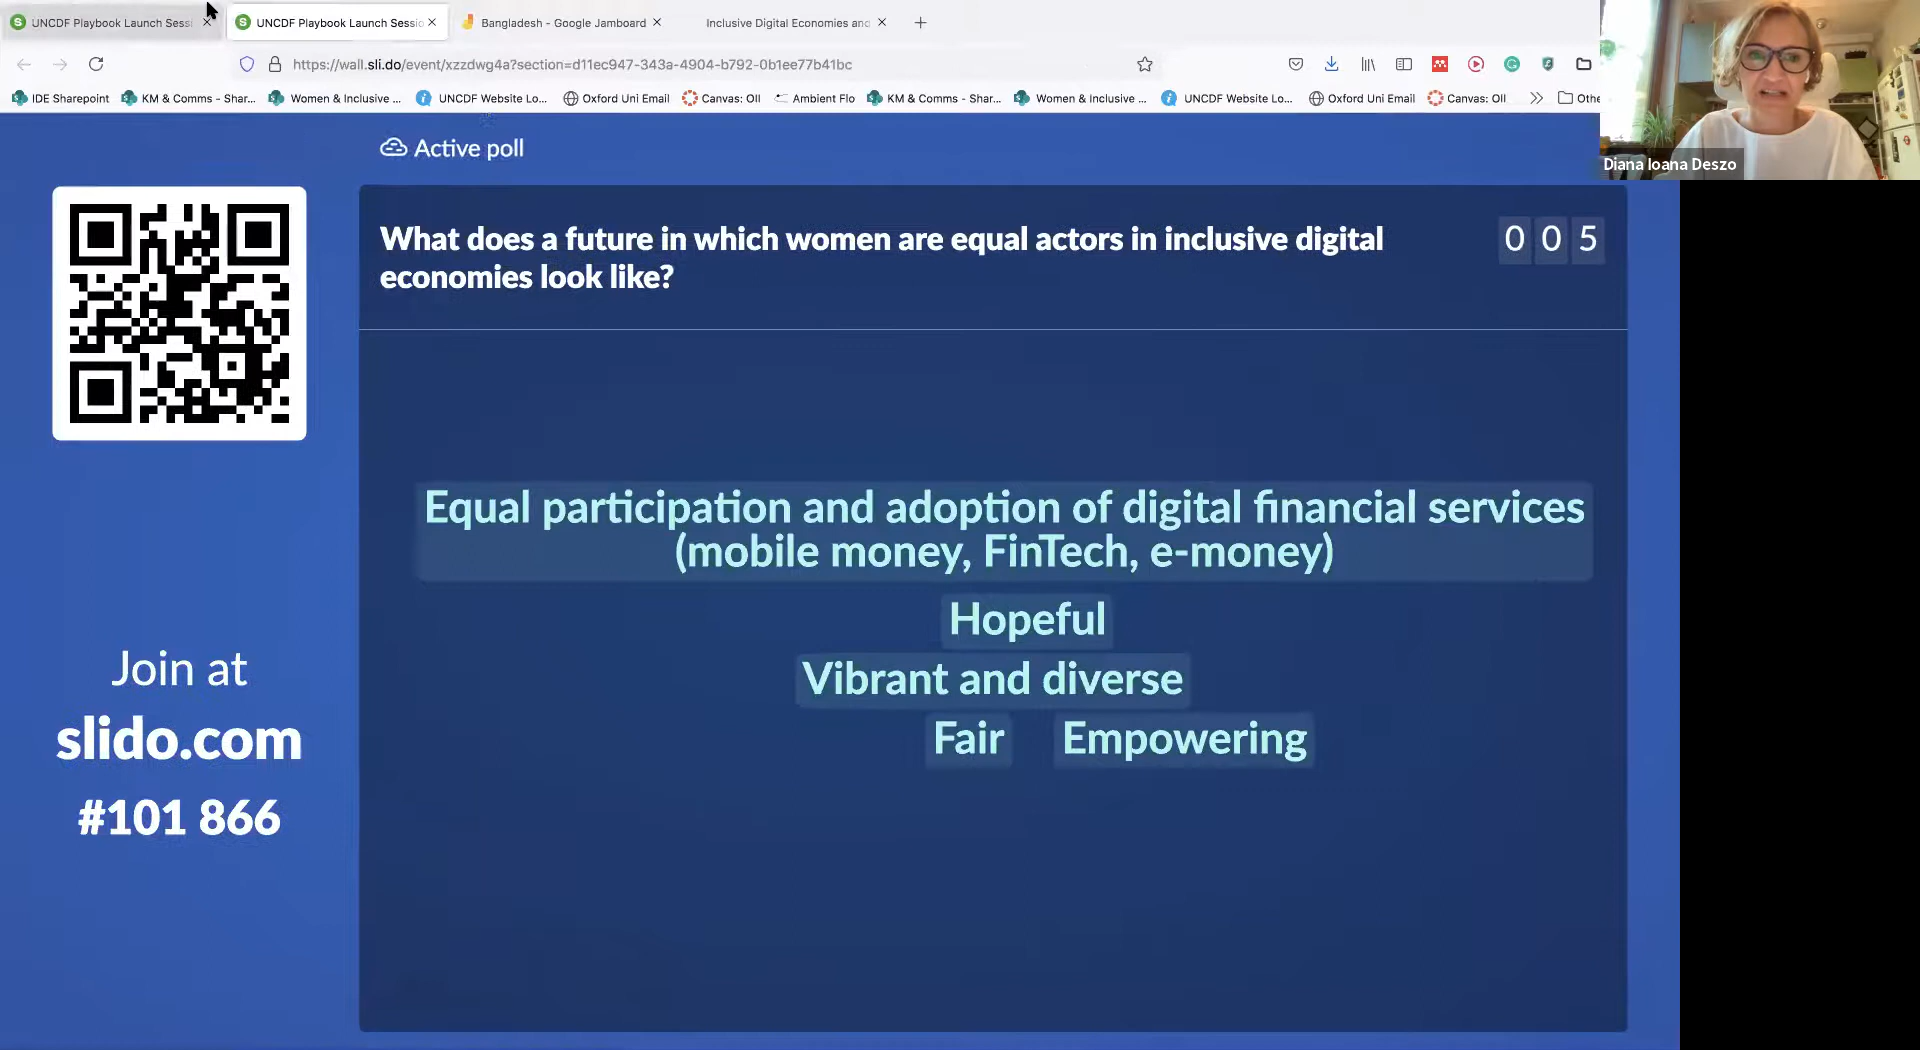 UNCDF Playbook Launch Sess
UNCDF Playbook Launch Sessio
Bangladesh - Google Jamboard
Inclusive Digital Economies and
https://wall.sli.do/event/xzzdwg4a?section=d11ec947-343a-4904-b792-0b1ee77b41bc
IDE Sharepoint
KM & Comms - Shar...
Women & Inclusive ...
UNCDF Website Lo...
Oxford Uni Email
Canvas: OII
Ambient Flo
KM & Comms - Shar...
Women & Inclusive ...
UNCDF Website Lo...
Oxford Uni Email
Canvas: OII
Othe
Diana Ioana Deszo
Active poll
What does a future in which women are equal actors in inclusive digital
economies look like?
005
Equal participation and adoption of digital financial services
(mobile money, FinTech, e-money)
Hopeful
Vibrant and diverse
Fair Empowering
Join at
slido.com
#101 866